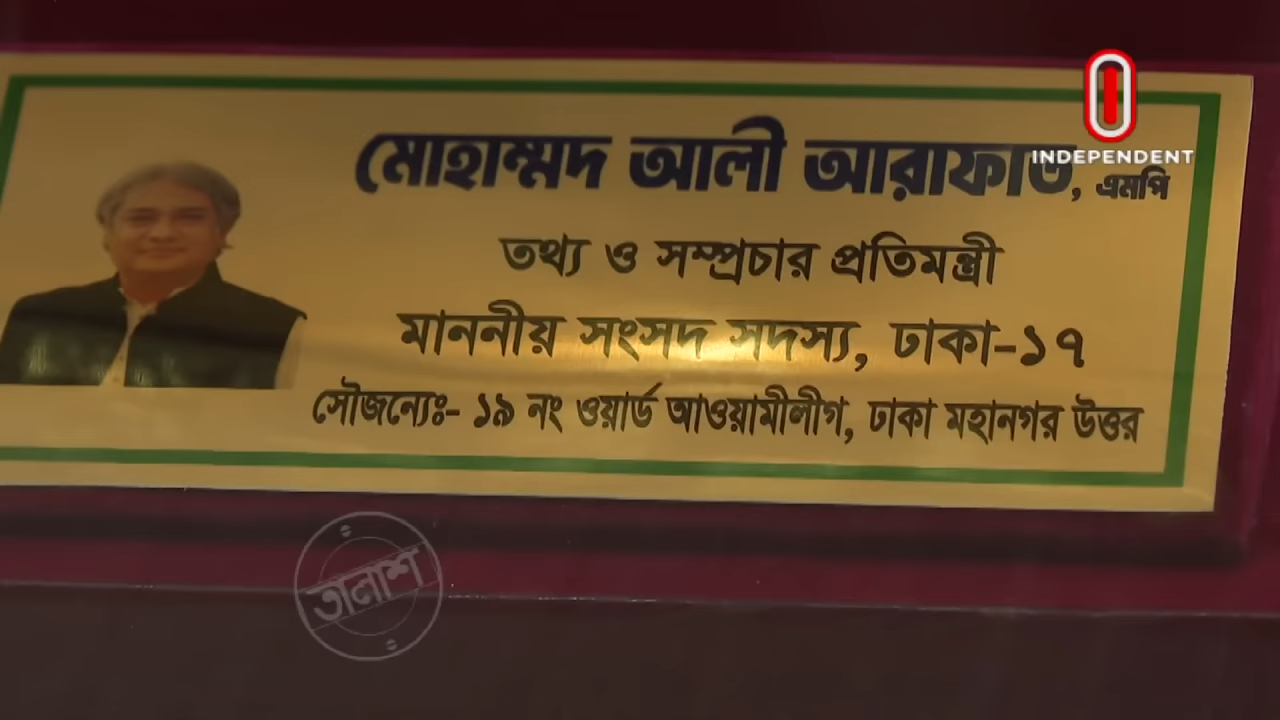 মোহাম্মদ আলী আরাফাত, এমপি
তথ্য ও সম্প্রচার প্রতিমন্ত্রী
মাননীয় সংসদ সদস্য, ঢাকা-১৭
সৌজন্যেঃ- ১৯ নং ওয়ার্ড আওয়ামীলীগ, ঢাকা মহানগর উত্তর
INDEPENDENT
তালাশ